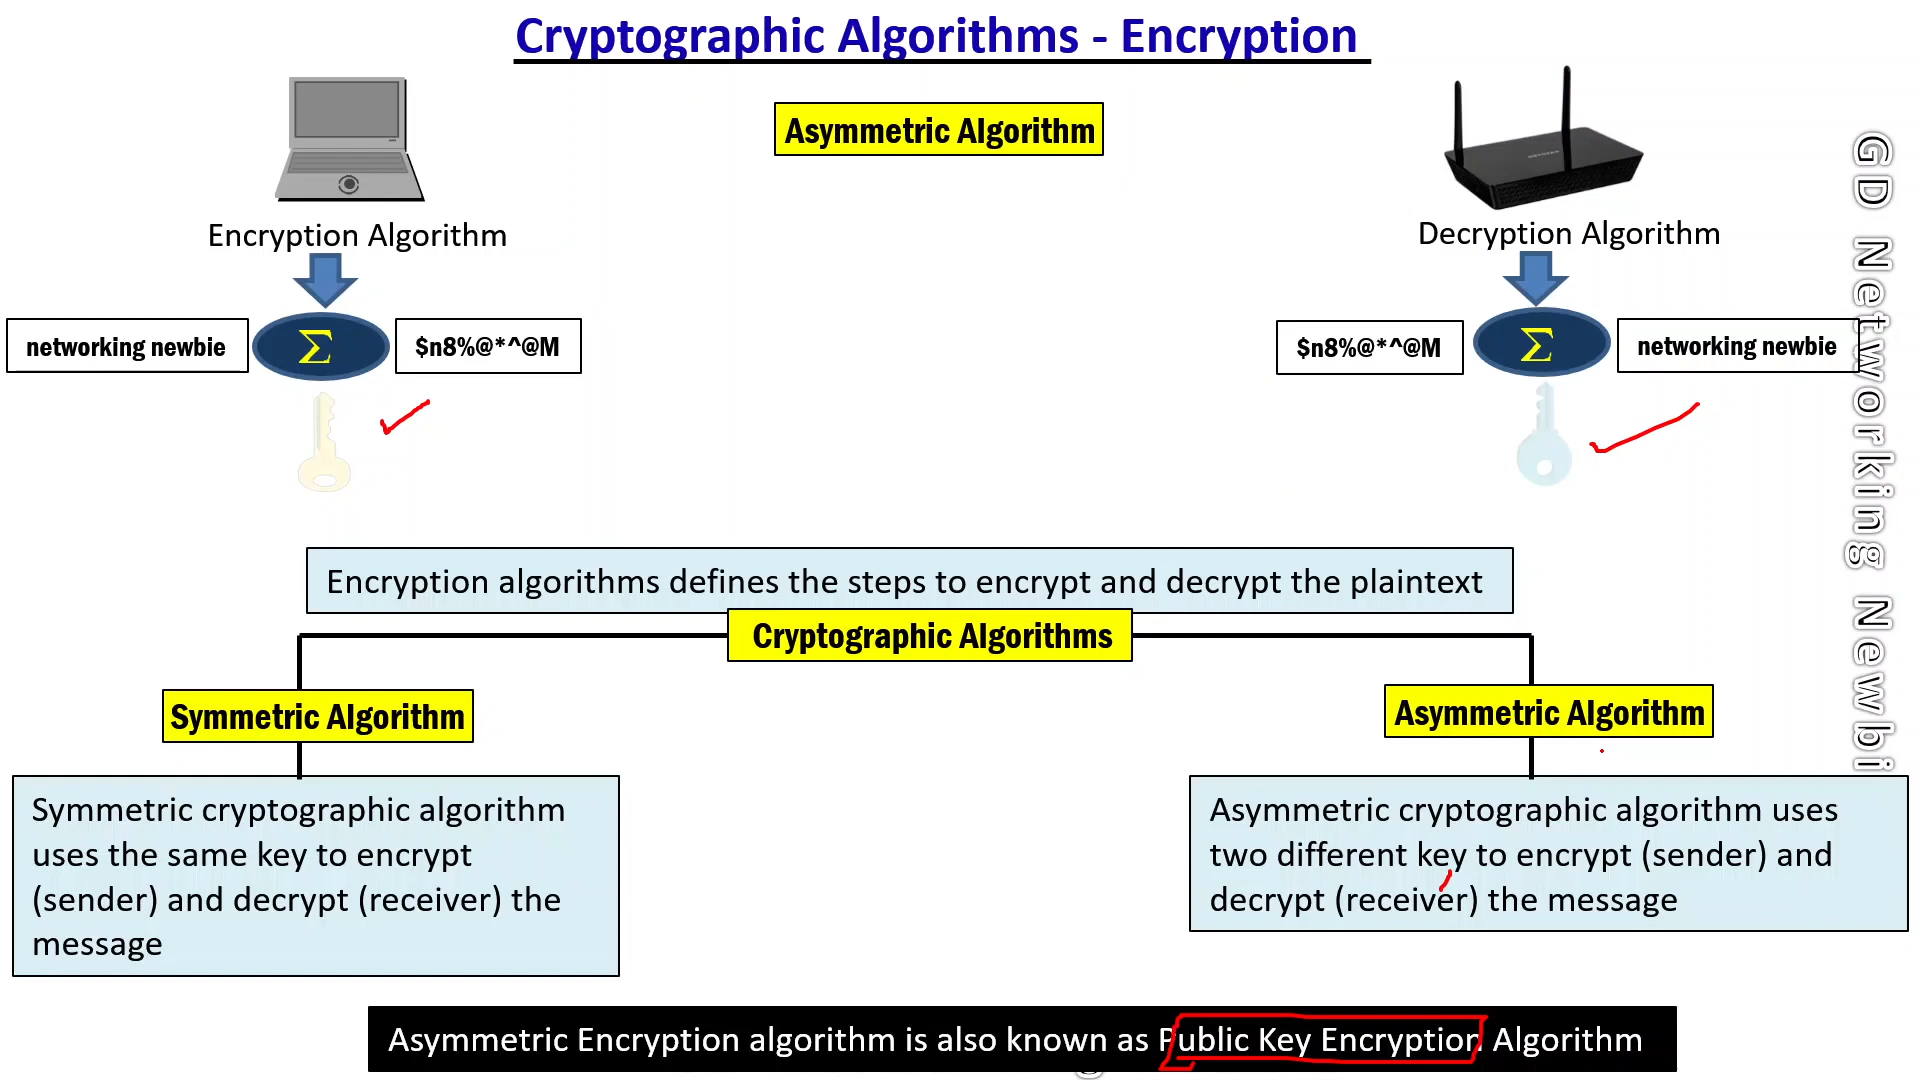 Cryptographic Algorithms - Encryption
Asymmetric Algorithm
Encryption Algorithm
Decryption Algorithm
networking newbie
Σ
$n8%@*^@M
$n8%@*^@M
Σ
networking newbie
Encryption algorithms defines the steps to encrypt and decrypt the plaintext
Cryptographic Algorithms
Symmetric Algorithm
Asymmetric Algorithm
Symmetric cryptographic algorithm
uses the same key to encrypt
(sender) and decrypt (receiver) the
message
Asymmetric cryptographic algorithm uses
two different key to encrypt (sender) and
decrypt (receiver) the message
Asymmetric Encryption algorithm is also known as Public Key Encryption Algorithm
GD Networking Newbi